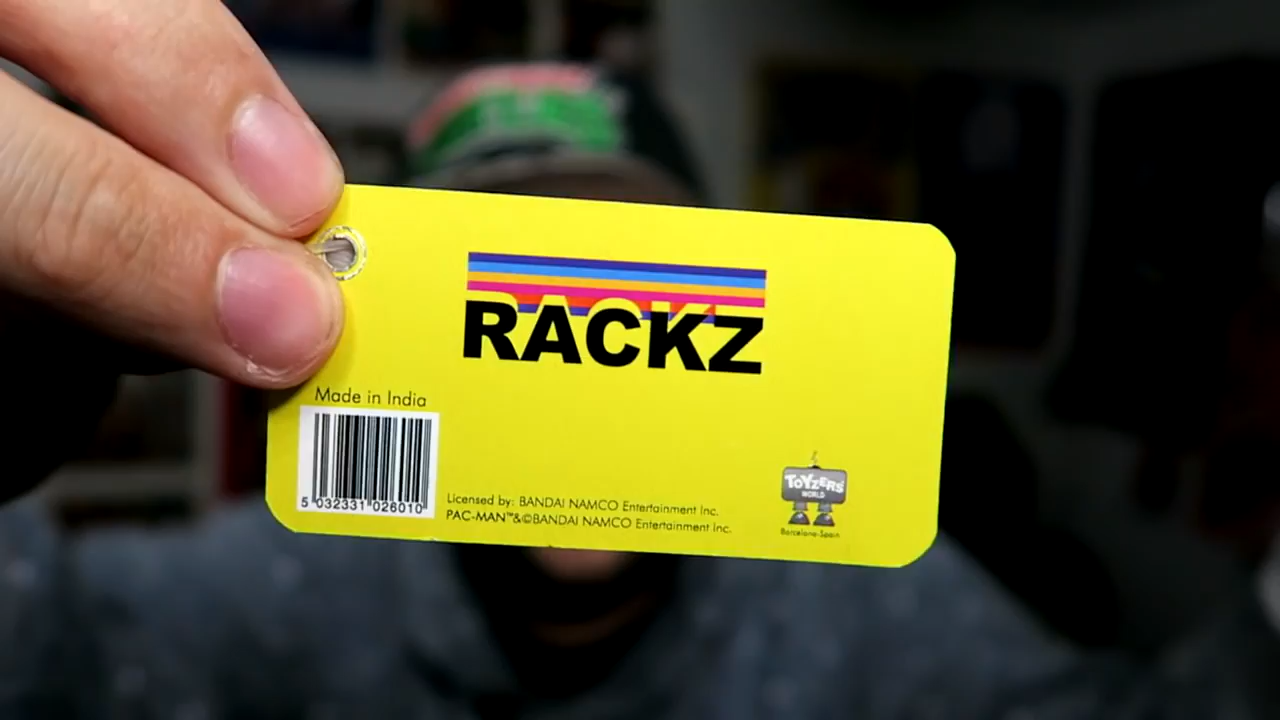 RACKZ
Made in India
5 032331 026010
Licensed by: BANDAI NAMCO Entertainment Inc.
PAC-MAN™&©BANDAI NAMCO Entertainment Inc.
TOYZERS
WORLD
Barcelona-Spain